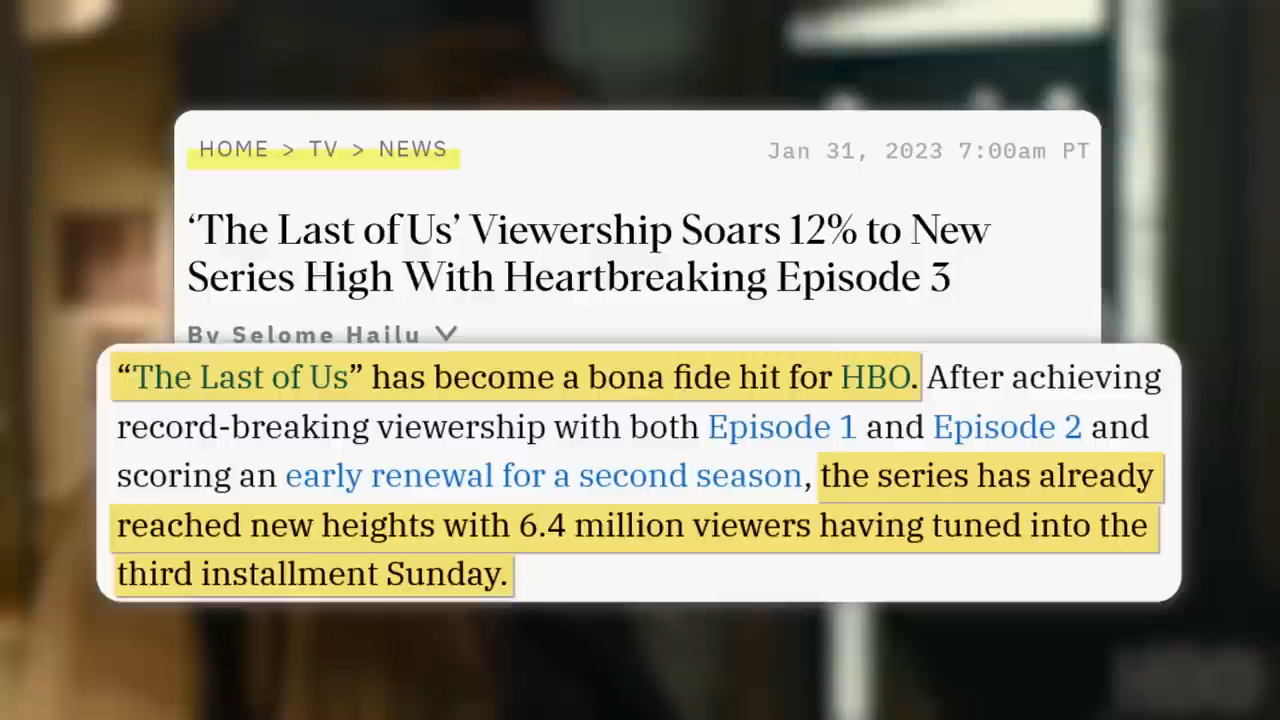 HOME > TV > NEWS
Jan 31, 2023 7:00am PT
‘The Last of Us’ Viewership Soars 12% to New
Series High With Heartbreaking Episode 3
By Selome Hailu
“The Last of Us” has become a bona fide hit for HBO. After achieving
record-breaking viewership with both Episode 1 and Episode 2 and
scoring an early renewal for a second season, the series has already
reached new heights with 6.4 million viewers having tuned into the
third installment Sunday.